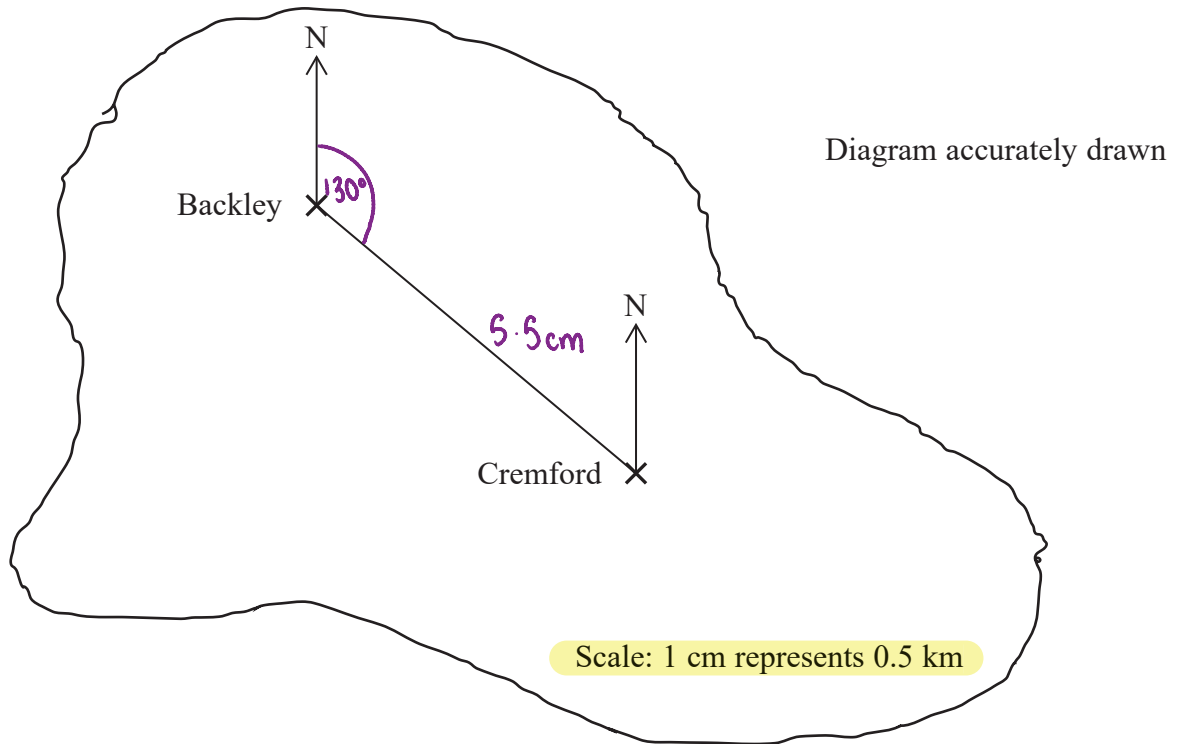 N
Diagram accurately drawn
130°
Backley
N
5.5cm
Cremford
Scale: 1 cm represents 0.5 km